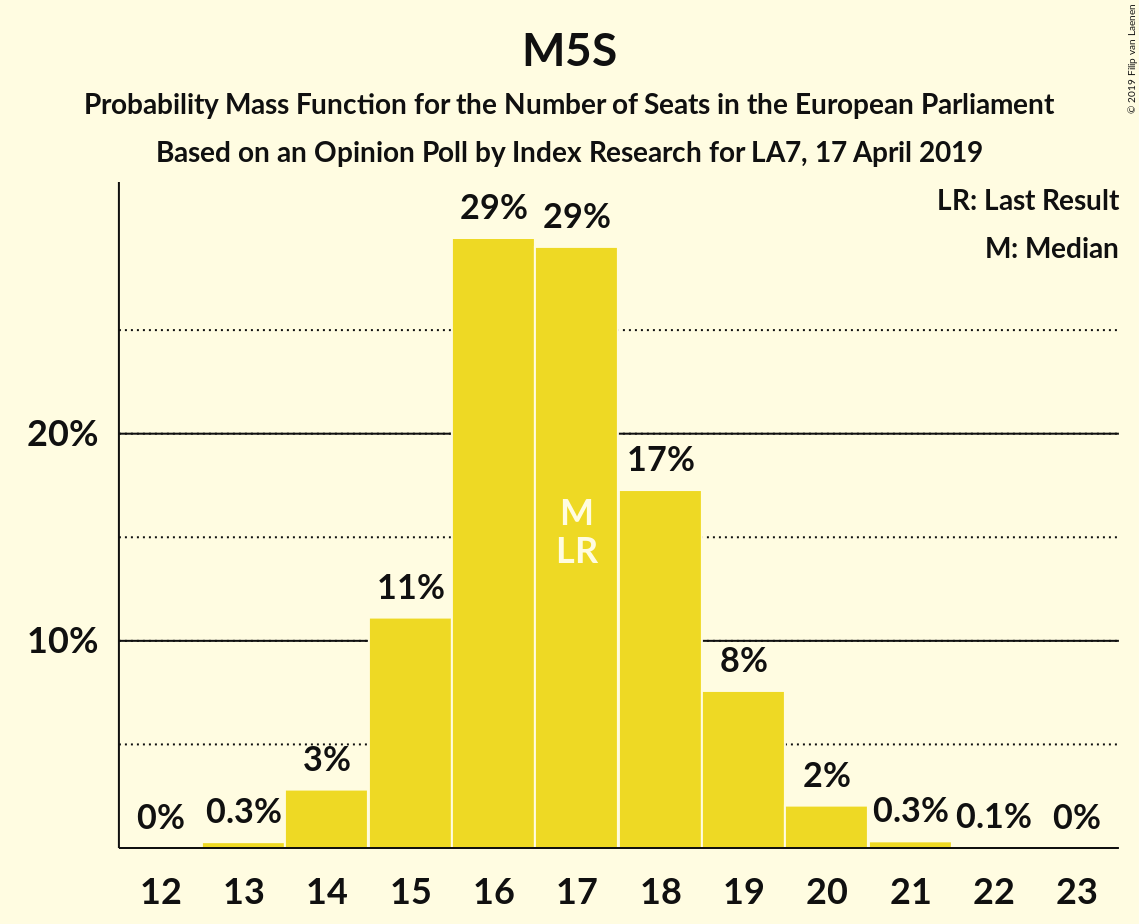 M5S
Probability Mass Function for the Number of Seats in the European Parliament
Based on an Opinion Poll by Index Research for LA7, 17 April 2019
© 2019 Filip van Laenen
LR: Last Result
M: Median
20%
10%
0%
0.3%
3%
11%
29%
29%
17%
8%
2%
0.3%
0.1%
0%
M
LR
12 13 14 15 16 17 18 19 20 21 22 23